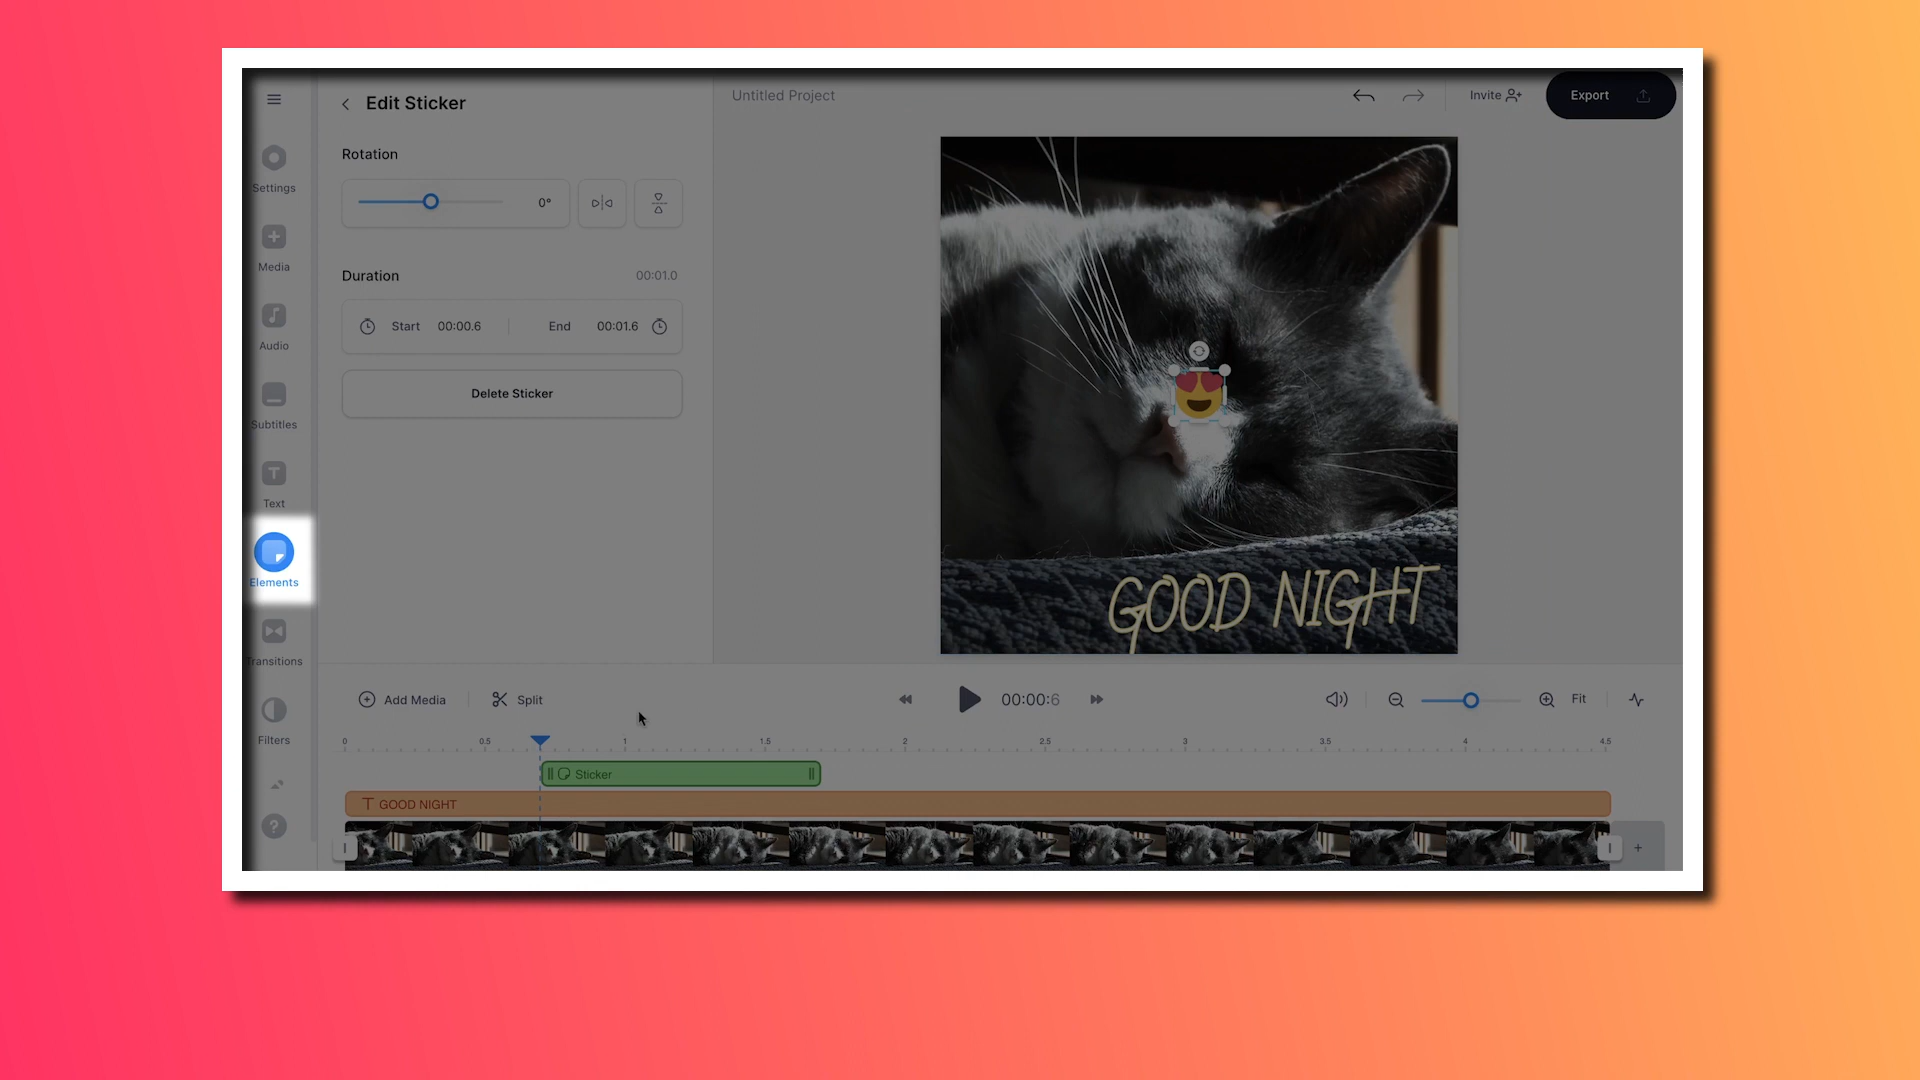 Edit Sticker
Untitled Project
Invite
Export
Rotation
0°
Settings
Media
Duration
00:01.0
Start
00:00.6
End
00:01.6
Audio
Delete Sticker
Subtitles
Text
Elements
GOOD NIGHT
Transitions
Add Media
Split
00:00:6
Fit
Filters
0
0.5
1
1.5
2
2.5
3
3.5
4
4.5
Sticker
T GOOD NIGHT